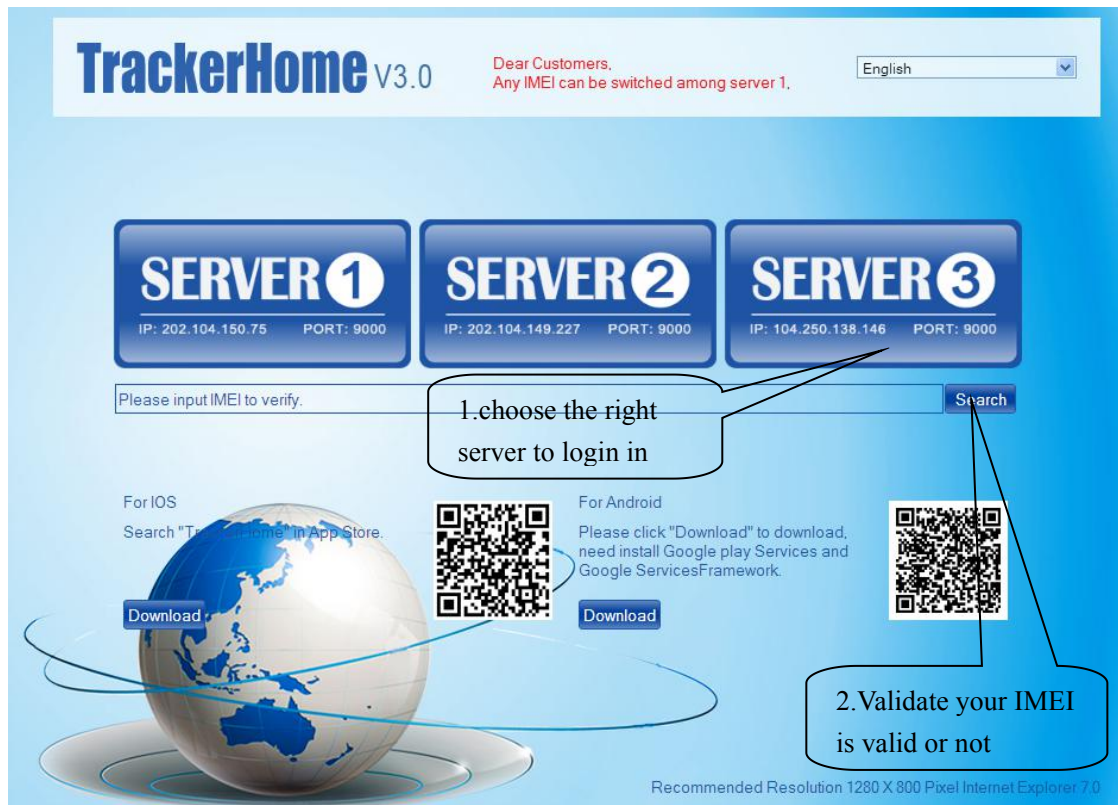 TrackerHome V3.0
Dear Customers,
Any IMEI can be switched among server 1,
English
SERVER 1
IP: 202.104.150.75 PORT: 9000
SERVER 2
IP: 202.104.149.227 PORT: 9000
SERVER 3
IP: 104.250.138.146 PORT: 9000
Please input IMEI to verify.
Search
1.choose the right
server to login in
For IOS
Search "TrackerHome" in App Store.
Download
For Android
Please click "Download" to download,
need install Google play Services and
Google ServicesFramework.
Download
2.Validate your IMEI
is valid or not
Recommended Resolution 1280 X 800 Pixel Internet Explorer 7.0